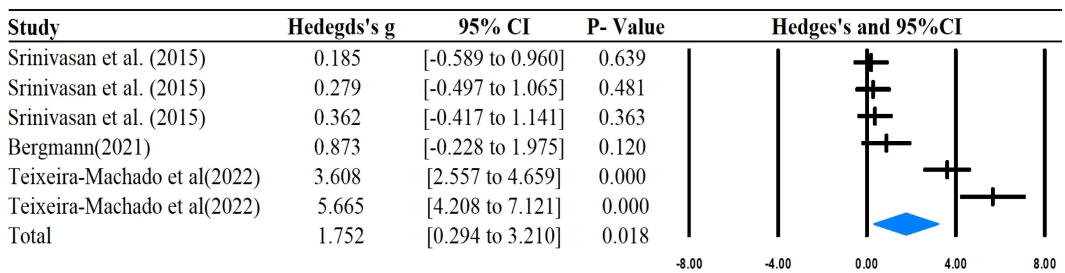 Study Hedegds's g 95% CI P- Value Hedges's and 95%CI
Srinivasan et al. (2015) 0.185 [-0.589 to 0.960] 0.639
Srinivasan et al. (2015) 0.279 [-0.497 to 1.065] 0.481
Srinivasan et al. (2015) 0.362 [-0.417 to 1.141] 0.363
Bergmann(2021) 0.873 [-0.228 to 1.975] 0.120
Teixeira-Machado et al(2022) 3.608 [2.557 to 4.659] 0.000
Teixeira-Machado et al(2022) 5.665 [4.208 to 7.121] 0.000
Total 1.752 [0.294 to 3.210] 0.018
-8.00 -4.00 0.00 4.00 8.00